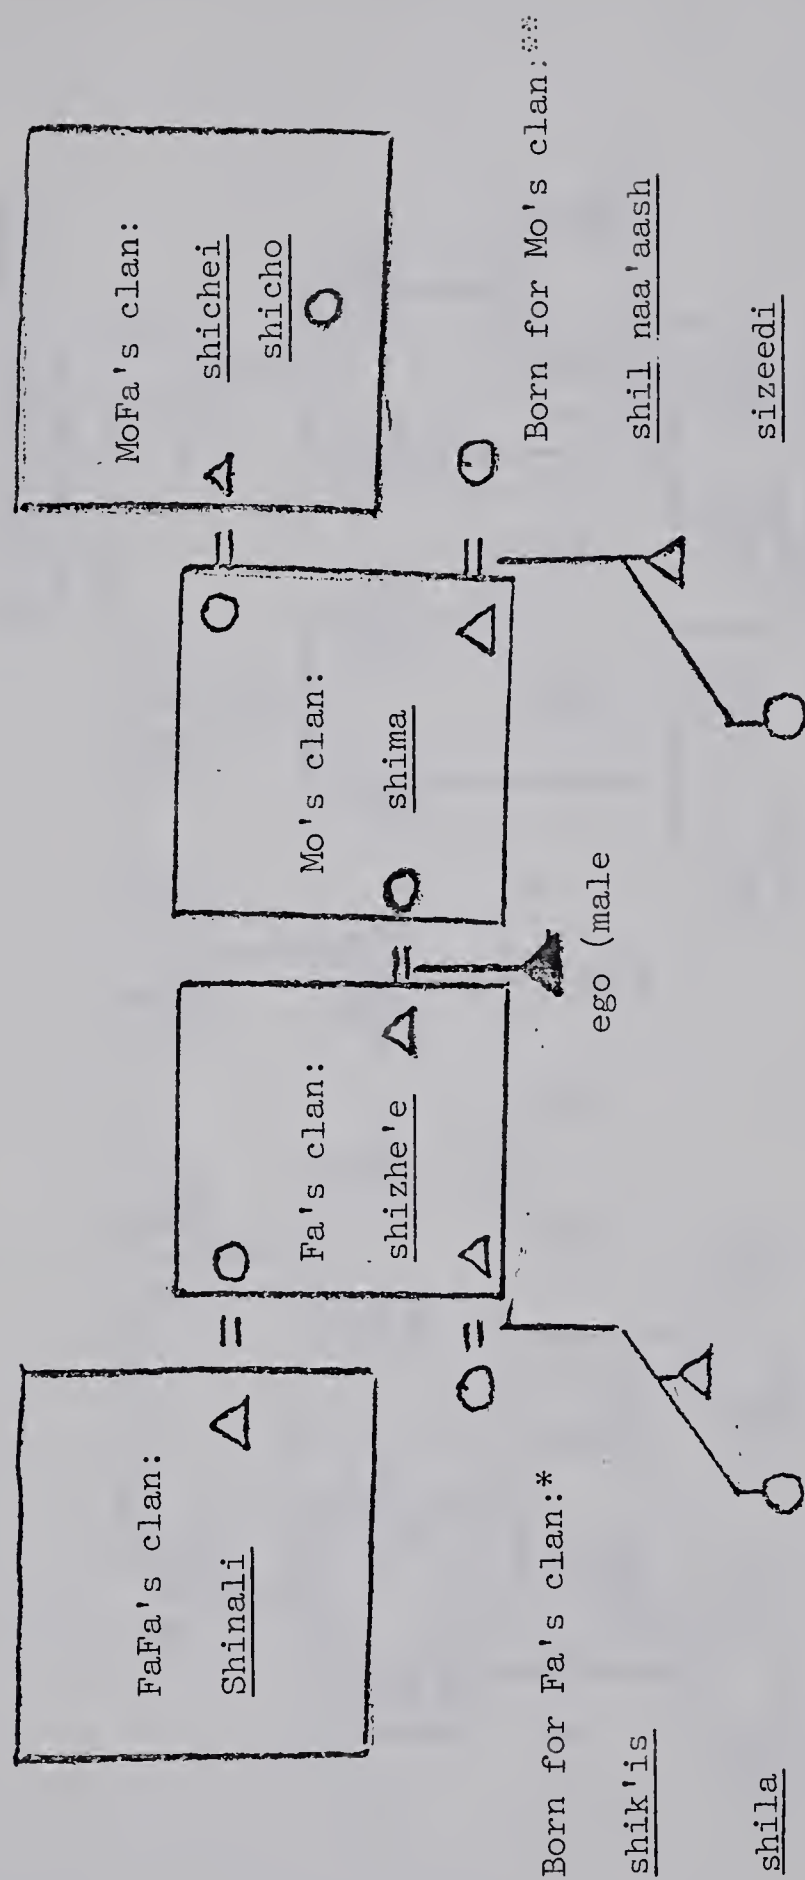 FaFa's clan:
Shinali
Fa's clan:
shizhe'e
Mo's clan:
shima
MoFa's clan:
shichei
shicho
ego (male
Born for Fa's clan:*
shik'is
shila
Born for Mo's clan:**
shil naa'aash
sizeedi